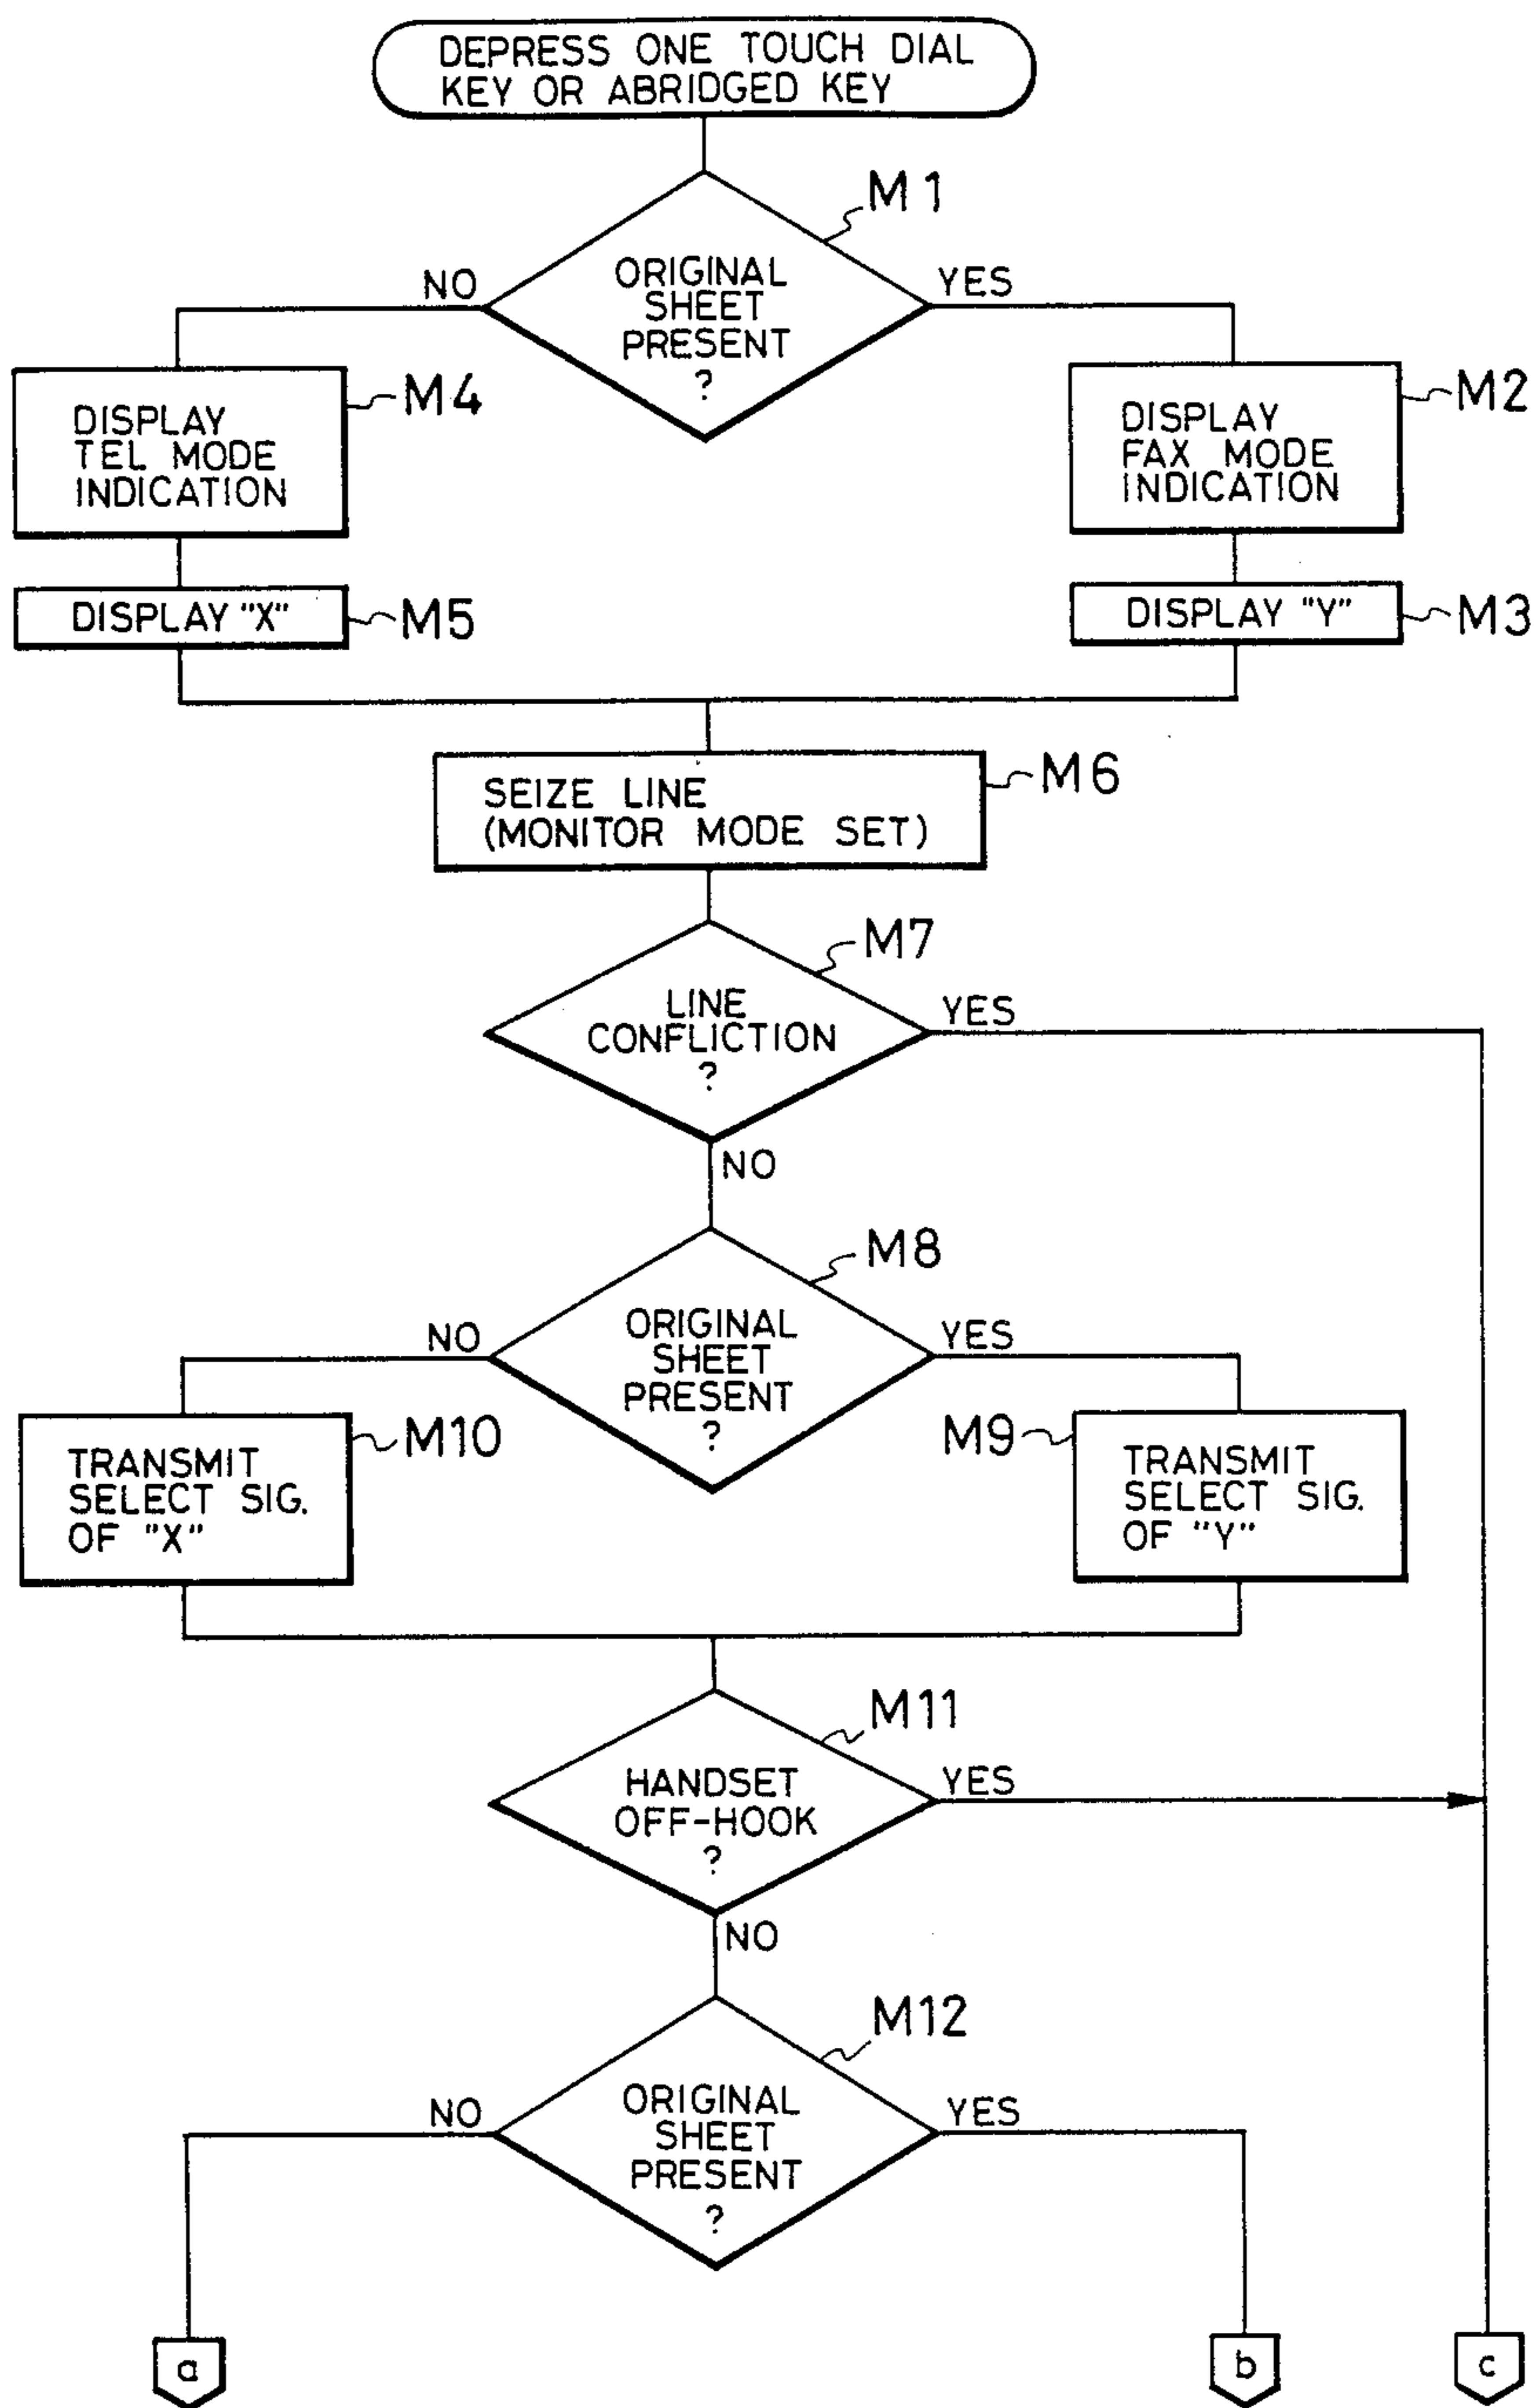 DEPRESS ONE TOUCH DIAL
KEY OR ABRIDGED KEY
M1
ORIGINAL
SHEET
PRESENT
?
NO
YES
M4
DISPLAY
TEL MODE
INDICATION
M2
DISPLAY
FAX MODE
INDICATION
DISPLAY "X"
M5
DISPLAY "Y"
M3
SEIZE LINE
(MONITOR MODE SET)
M6
M7
LINE
CONFLICTION
?
YES
NO
M8
ORIGINAL
SHEET
PRESENT
?
NO
YES
M10
TRANSMIT
SELECT SIG.
OF "X"
M9
TRANSMIT
SELECT SIG.
OF "Y"
M11
HANDSET
OFF-HOOK
?
YES
NO
M12
ORIGINAL
SHEET
PRESENT
?
NO
YES
a
b
c